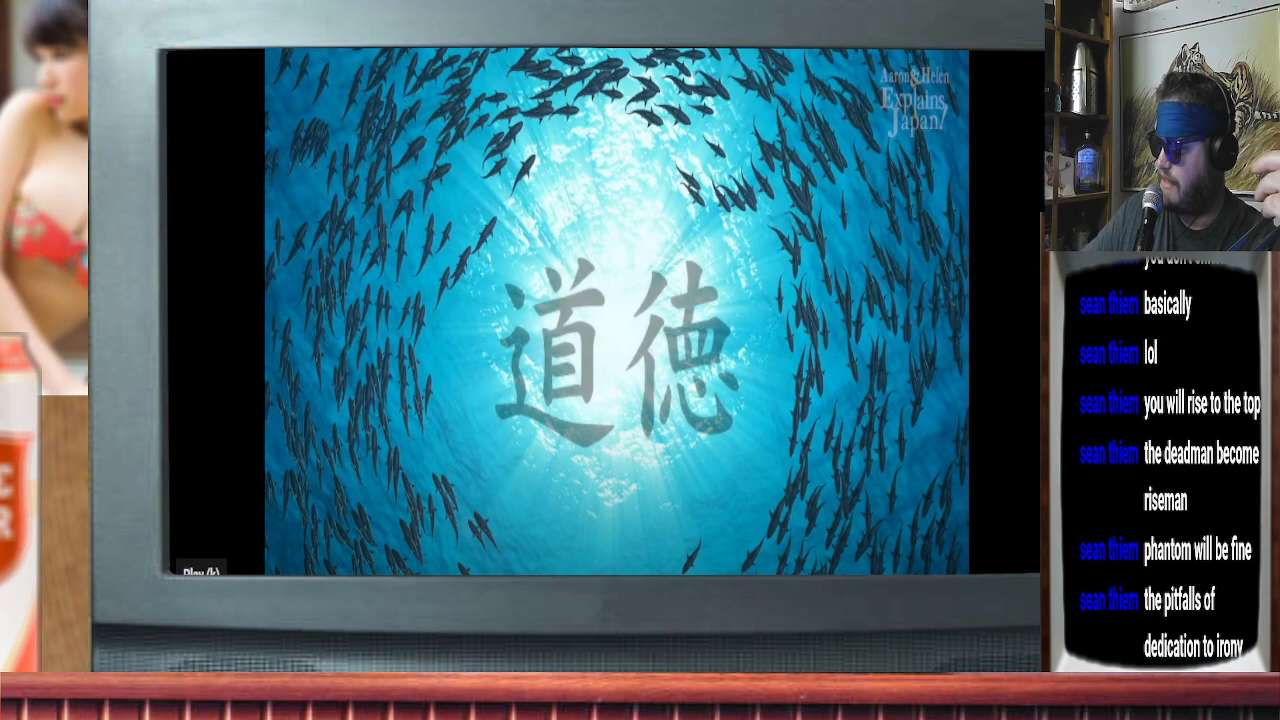 Aaron & Helen
Explains
Japan!
道徳
Play (k)
sean thiem basically
sean thiem lol
sean thiem you will rise to the top
sean thiem the deadman become
riseman
sean thiem phantom will be fine
sean thiem the pitfalls of
dedication to irony